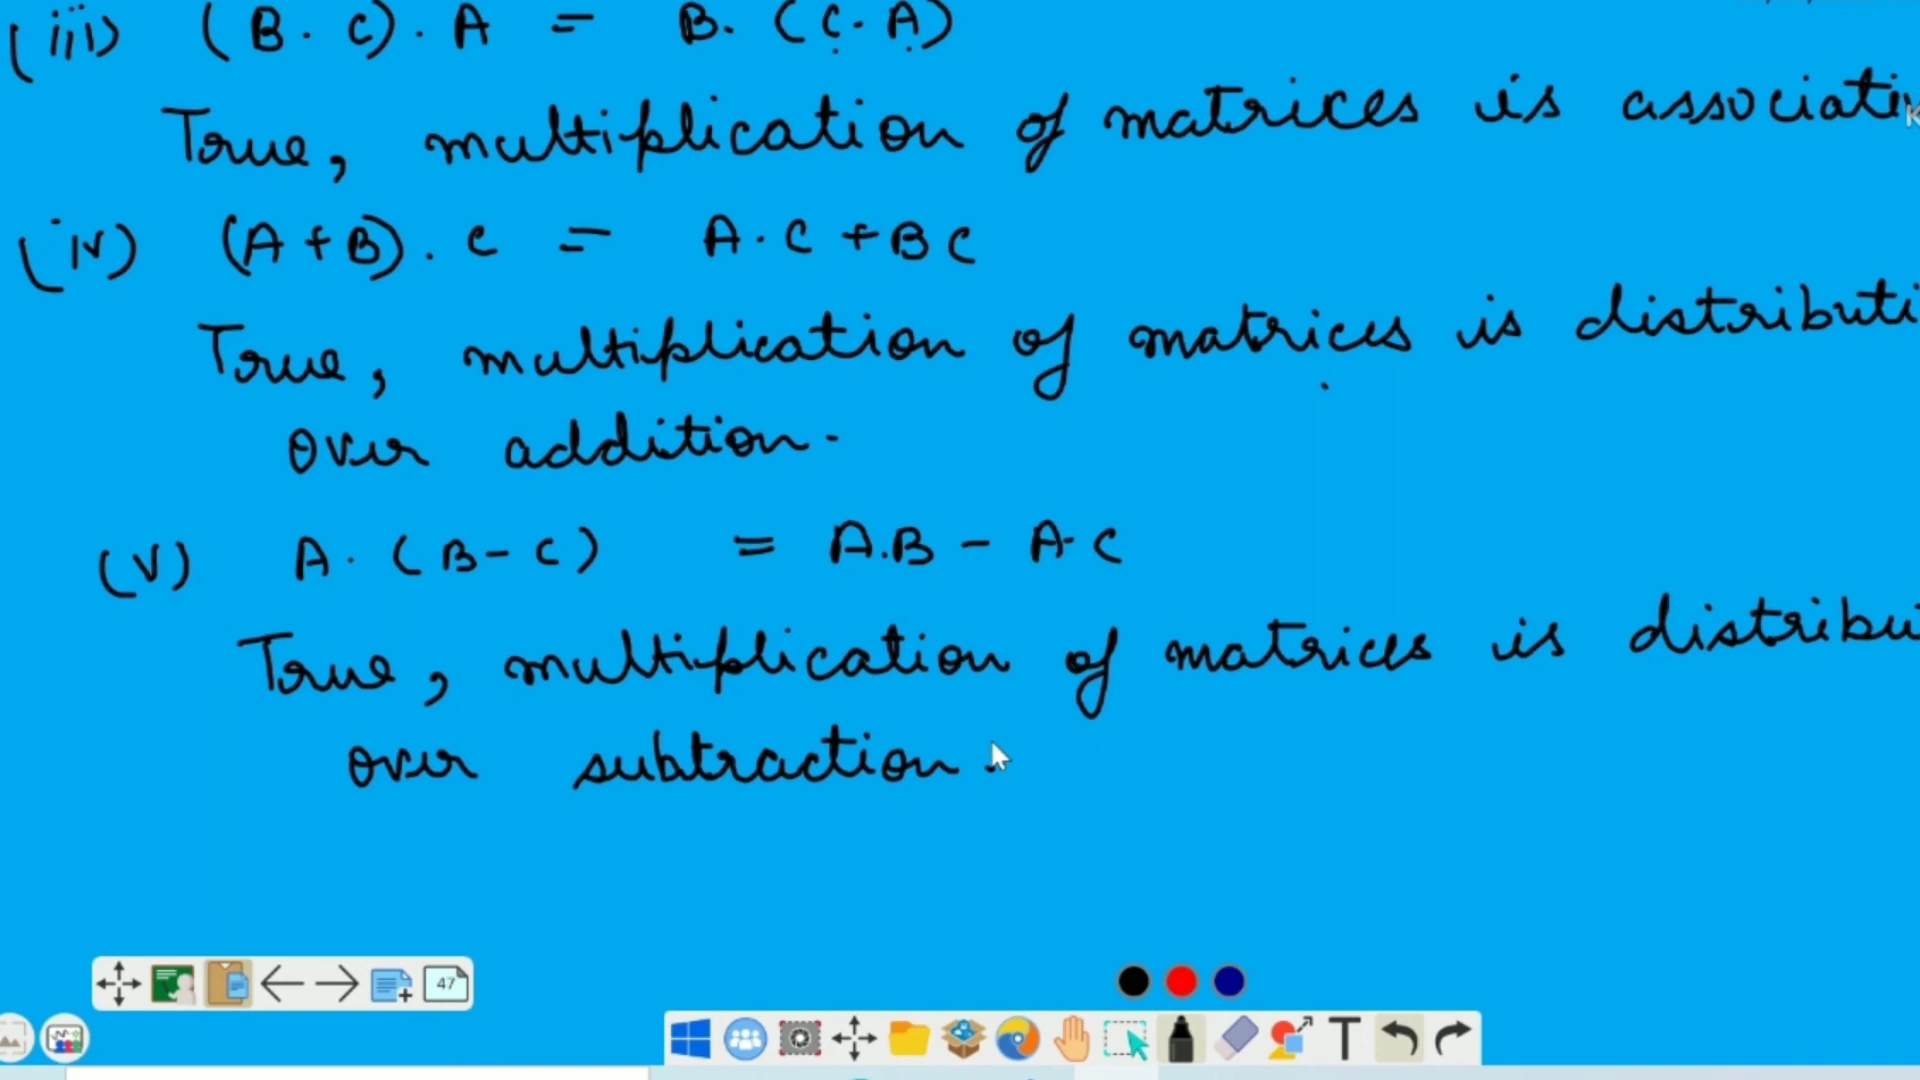 (iii) (B. C). A = B. (C. A)
True, multiplication of matrices is associati
(iv) (A+B). C = A.C + BC
True, multiplication of matrices is distributi
over addition.
(v) A. (B-C) = A.B - A.C
True, multiplication of matrices is distribu
over subtraction.
47
T